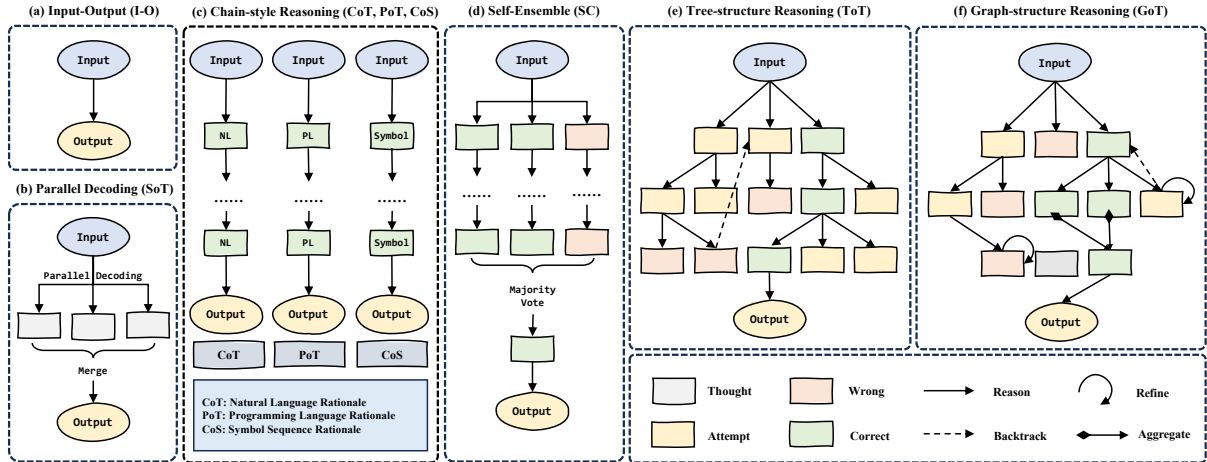 (a) Input-Output (I-O)
Input
Output
(b) Parallel Decoding (SoT)
Input
Parallel Decoding
Merge
Output
(c) Chain-style Reasoning (CoT, PoT, CoS)
Input
Input
Input
NL
PL
Symbol
......
......
......
NL
PL
Symbol
Output
Output
Output
CoT
PoT
CoS
CoT: Natural Language Rationale
PoT: Programming Language Rationale
CoS: Symbol Sequence Rationale
(d) Self-Ensemble (SC)
Input
......
......
......
Majority
Vote
Output
(e) Tree-structure Reasoning (ToT)
Input
Output
(f) Graph-structure Reasoning (GoT)
Input
Output
Thought
Wrong
Reason
Refine
Attempt
Correct
Backtrack
Aggregate